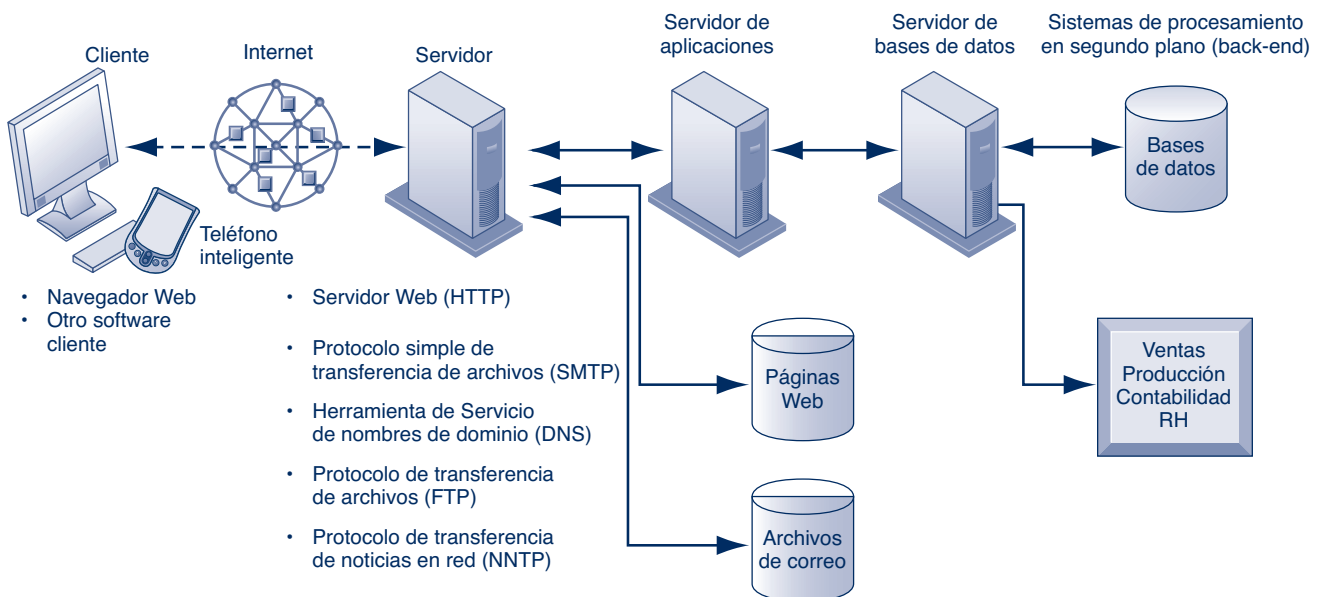 Cliente
Internet
Servidor
Servidor de
aplicaciones
Servidor de
bases de datos
Sistemas de procesamiento
en segundo plano (back-end)
Bases
de datos
Teléfono
inteligente
• Navegador Web
• Otro software
cliente
• Servidor Web (HTTP)
• Protocolo simple de
transferencia de archivos (SMTP)
• Herramienta de Servicio
de nombres de dominio (DNS)
• Protocolo de transferencia
de archivos (FTP)
• Protocolo de transferencia
de noticias en red (NNTP)
Páginas
Web
Archivos
de correo
Ventas
Producción
Contabilidad
RH